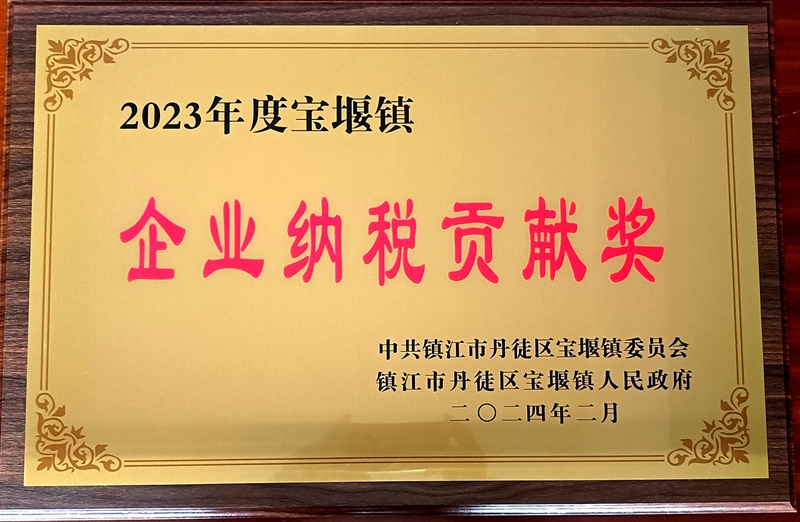 2023年度宝堰镇
企业纳税贡献奖
中共镇江市丹徒区宝堰镇委员会
镇江市丹徒区宝堰镇人民政府
二〇二四年二月